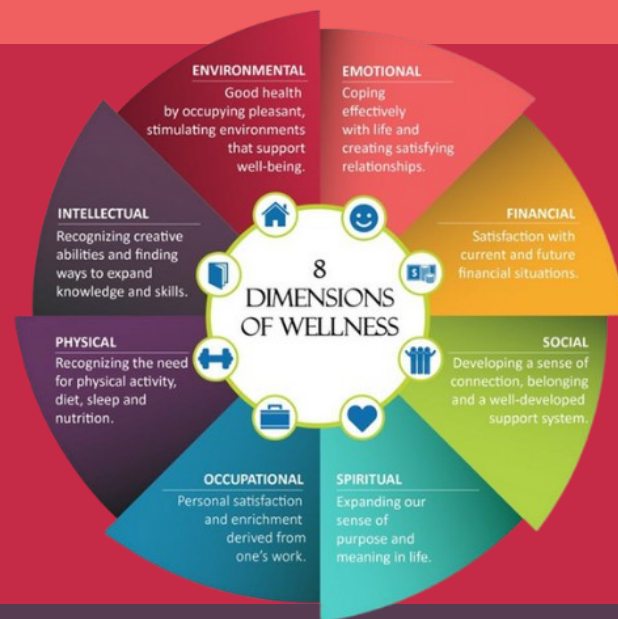 ENVIRONMENTAL
Good health
by occupying pleasant,
stimulating environments
that support
well-being.
EMOTIONAL
Coping
effectively
with life and
creating satisfying
relationships.
FINANCIAL
Satisfaction with
current and future
financial situations.
SOCIAL
Developing a sense of
connection, belonging
and a well-developed
support system.
SPIRITUAL
Expanding our
sense of
purpose and
meaning in life.
OCCUPATIONAL
Personal satisfaction
and enrichment
derived from
one's work.
PHYSICAL
Recognizing the need
for physical activity,
diet, sleep and
nutrition.
INTELLECTUAL
Recognizing creative
abilities and finding
ways to expand
knowledge and skills.
8
DIMENSIONS
OF WELLNESS
$